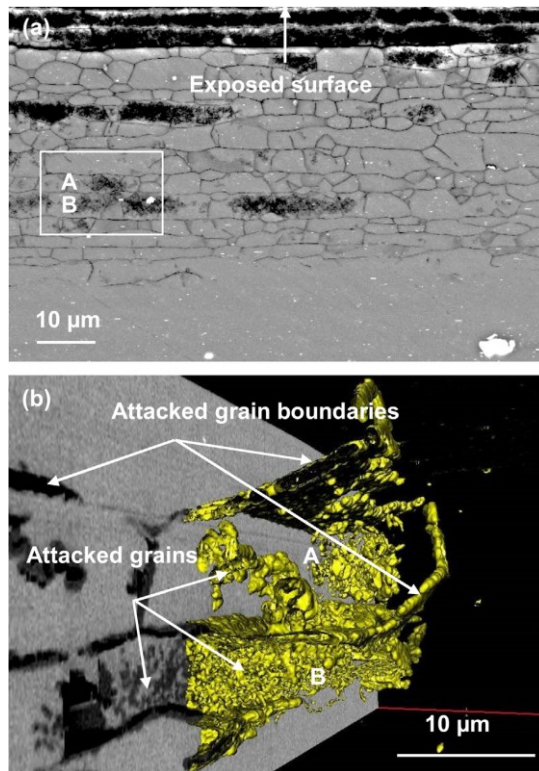 (a)
Exposed surface
A
B
10 µm
(b)
Attacked grain boundaries
Attacked grains
A
B
10 µm